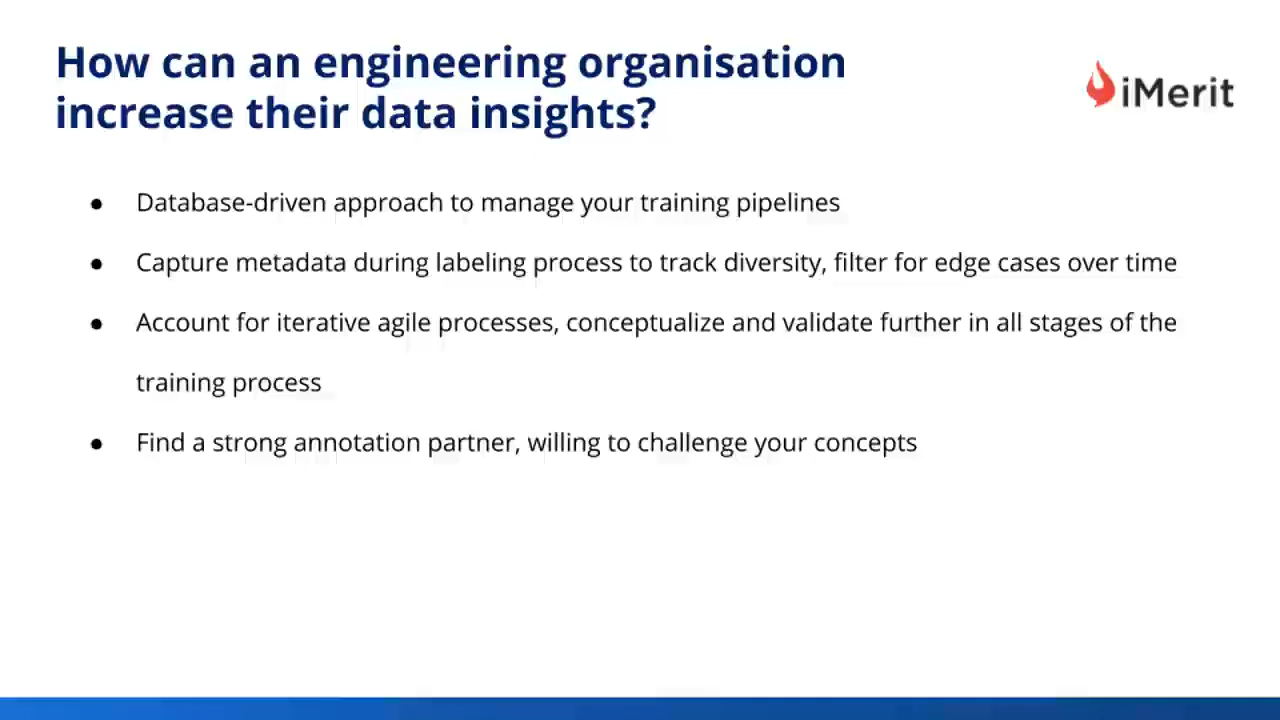 How can an engineering organisation
increase their data insights?
iMerit
● Database-driven approach to manage your training pipelines
● Capture metadata during labeling process to track diversity, filter for edge cases over time
● Account for iterative agile processes, conceptualize and validate further in all stages of the
training process
● Find a strong annotation partner, willing to challenge your concepts